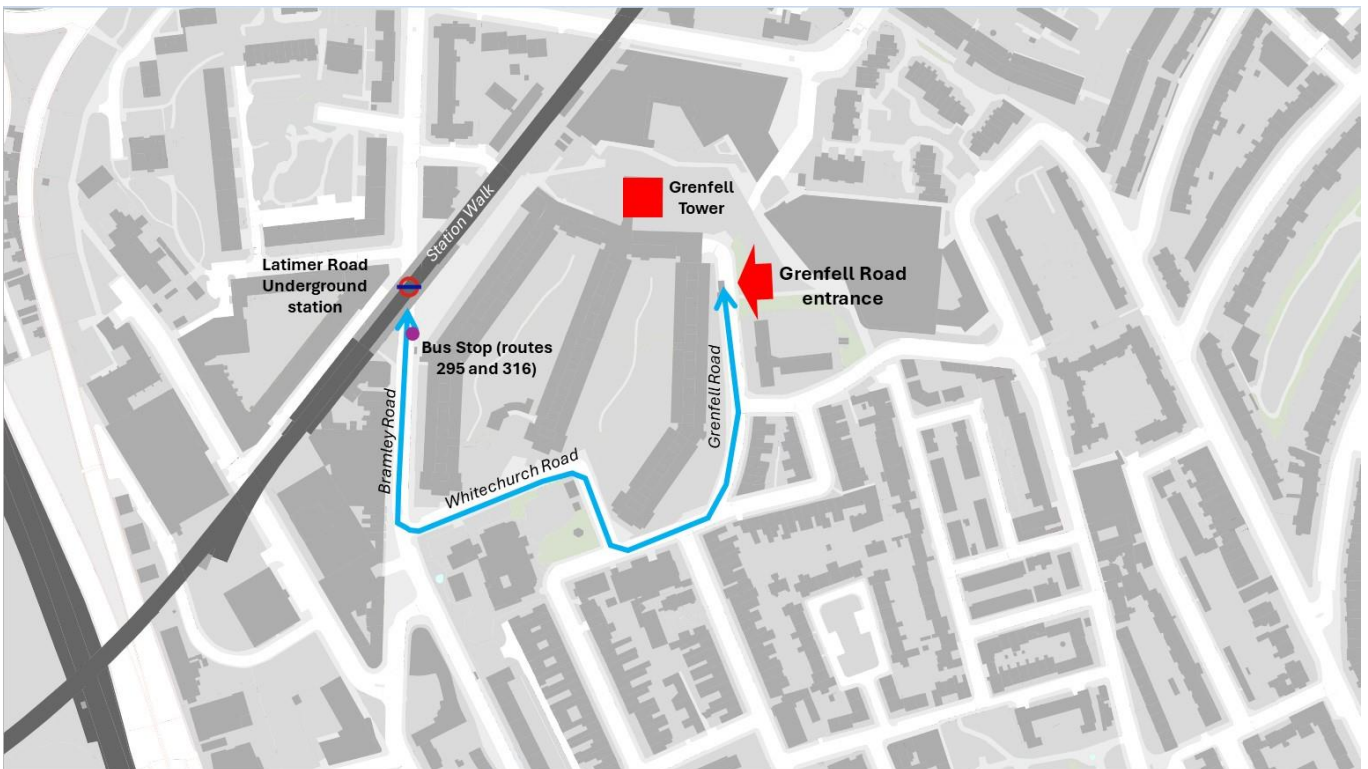 Station Walk
Grenfell
Tower
Latimer Road
Underground
station
Grenfell Road
entrance
Bus Stop (routes
295 and 316)
Bramley Road
Grenfell Road
Whitechurch Road